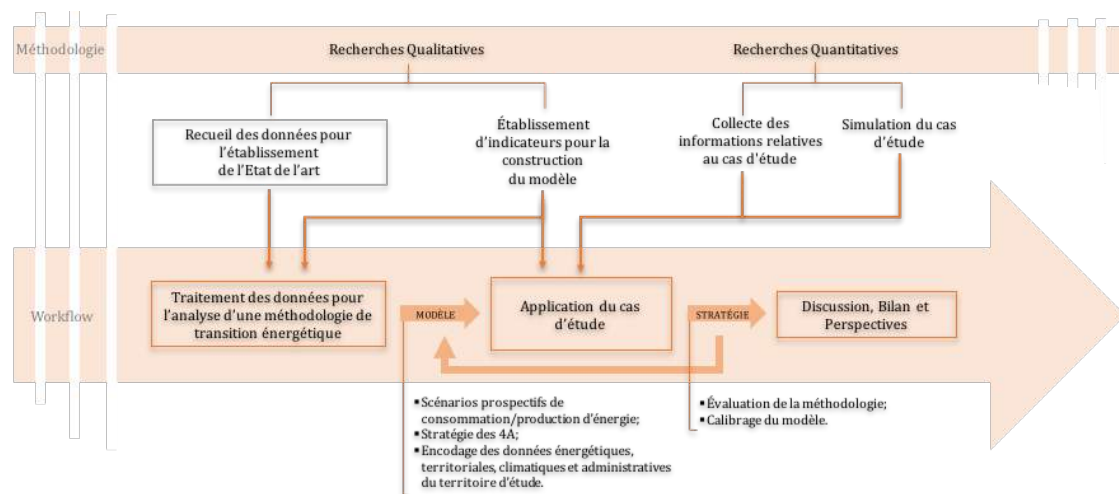 Méthodologie
Recherches Qualitatives
Recherches Quantitatives
Recueil des données pour
l'établissement
de l'Etat de l'art
Établissement
d'indicateurs pour la
construction
du modèle
Collecte des
informations relatives
au cas d'étude
Simulation du cas
d'étude
Workflow
Traitement des données pour
l'analyse d'une méthodologie de
transition énergétique
MODÈLE
Application du cas
d'étude
STRATÉGIE
Discussion, Bilan et
Perspectives
▪ Scénarios prospectifs de
consommation/production d'énergie;
▪ Stratégie des 4A;
▪ Encodage des données énergétiques,
territoriales, climatiques et administratives
du territoire d'étude.
▪ Évaluation de la méthodologie;
▪ Calibrage du modèle.